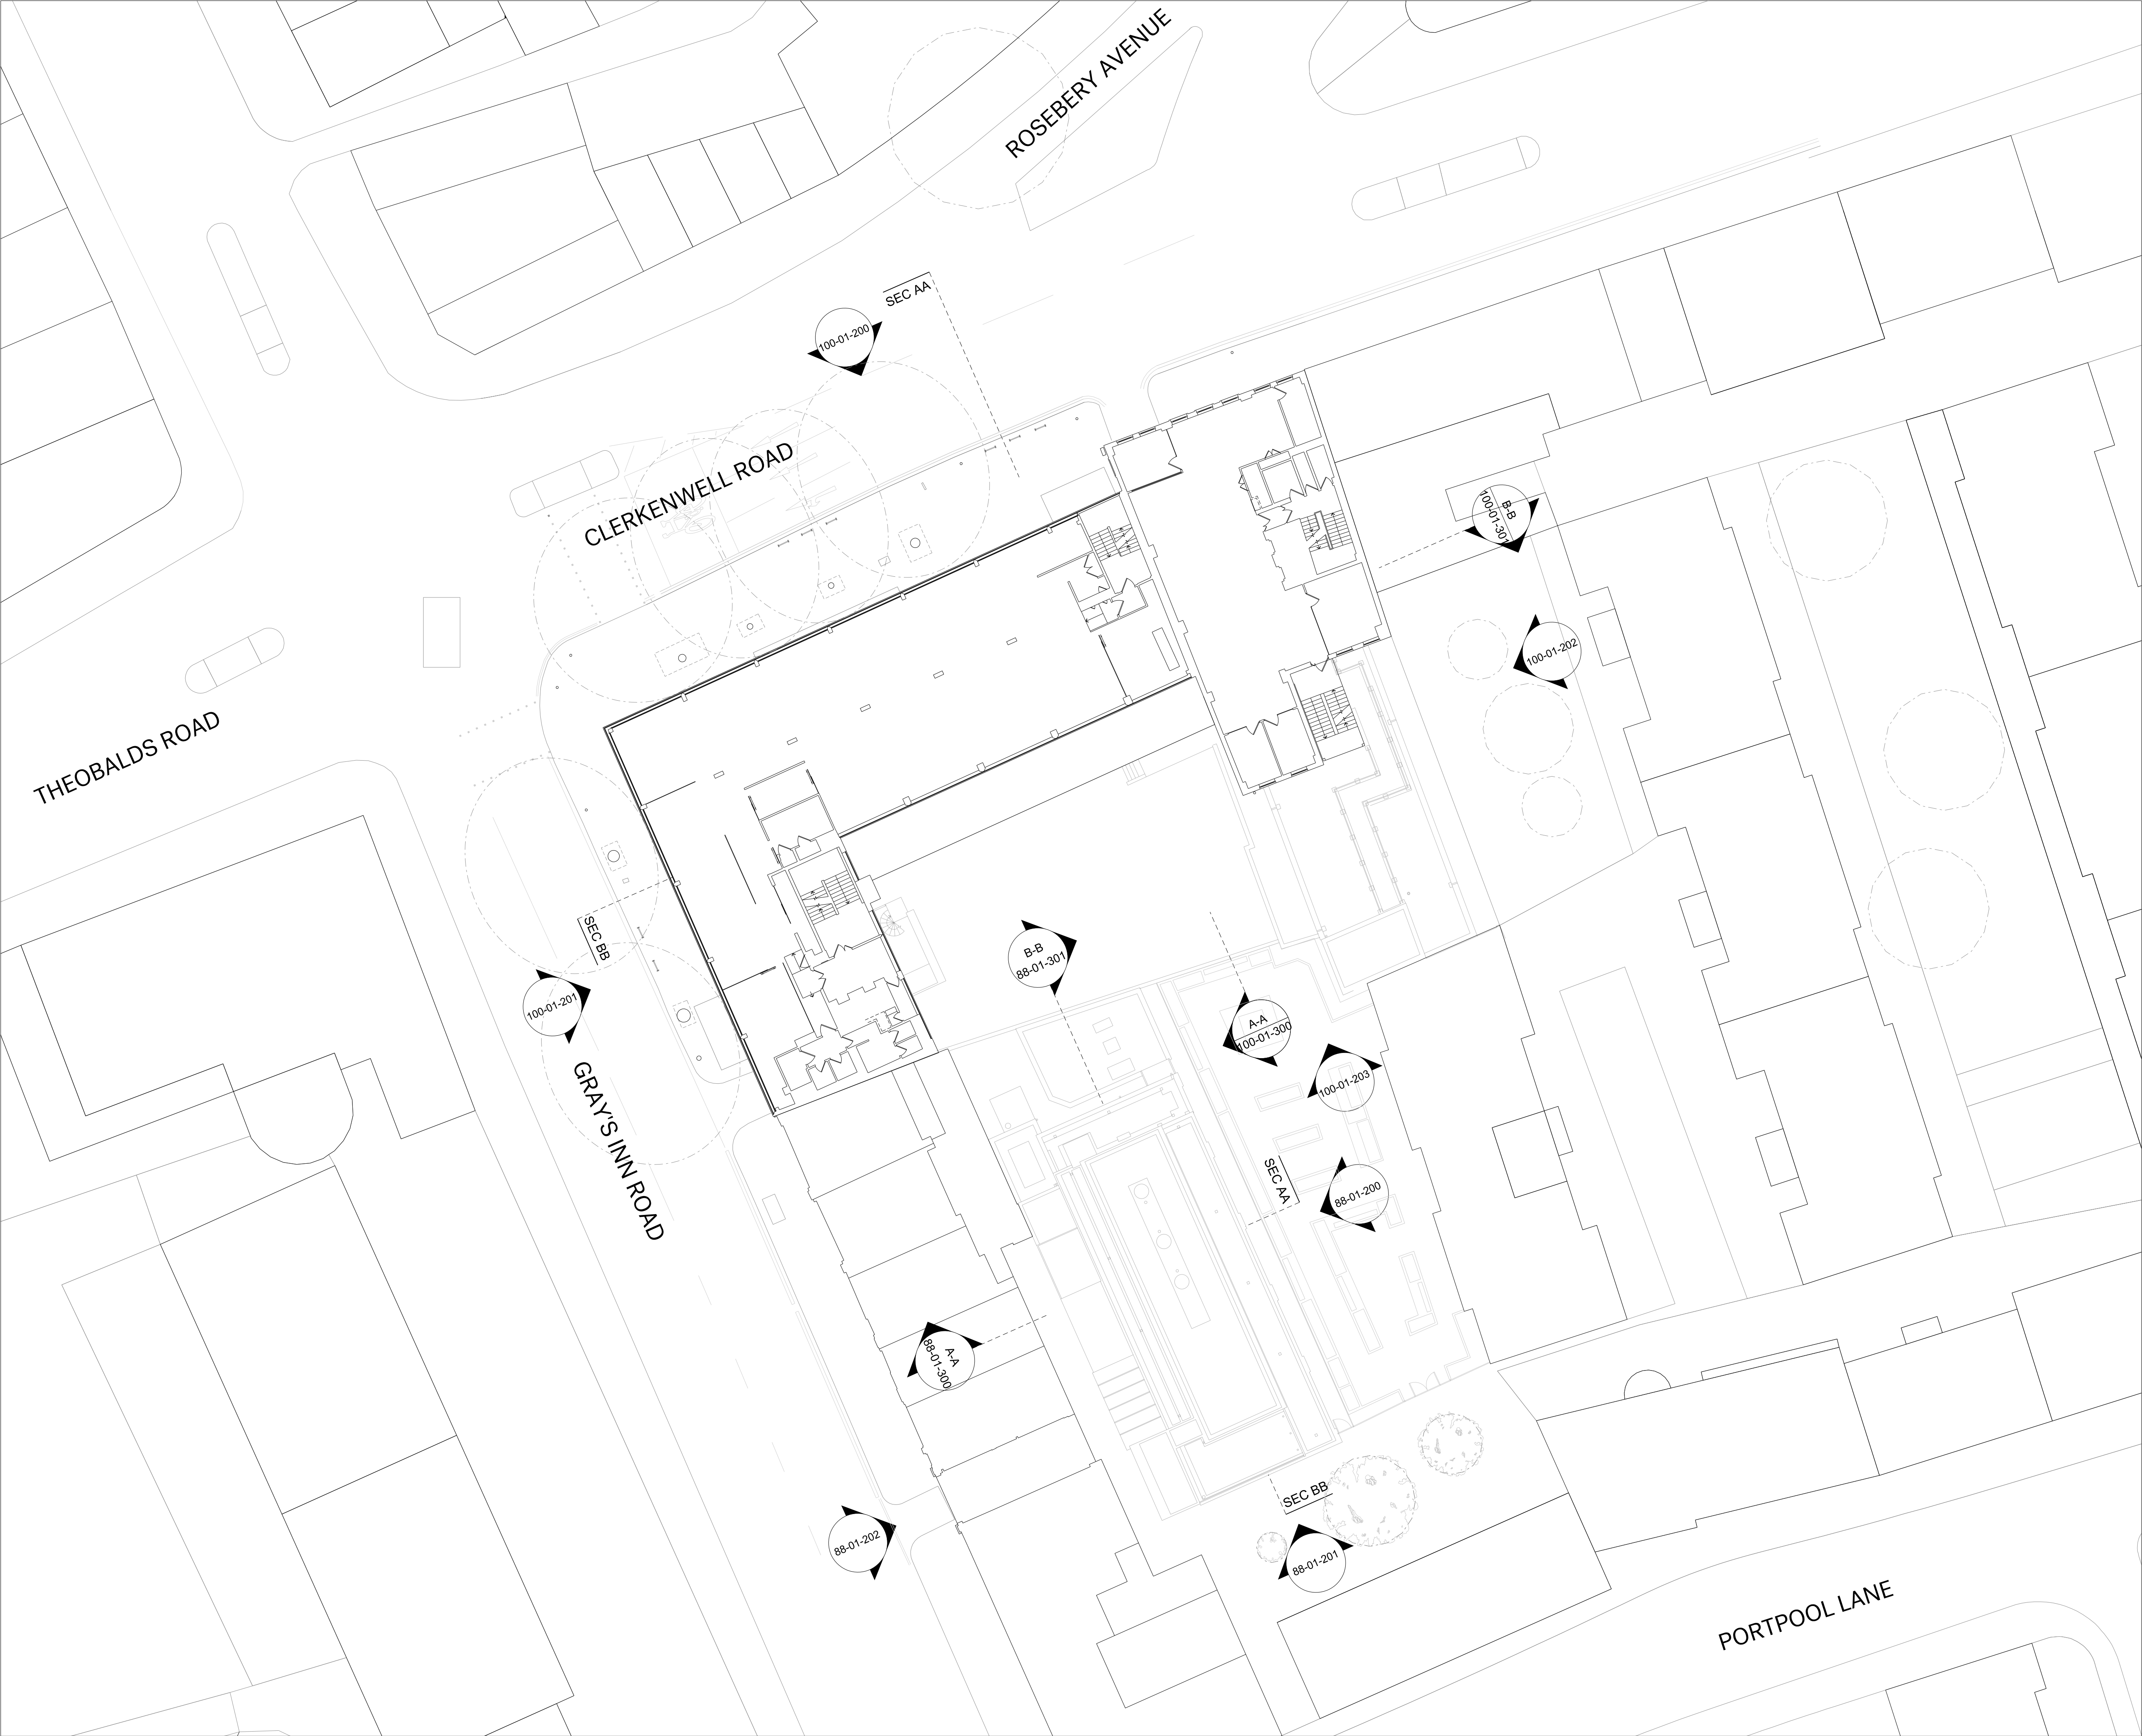 ROSEBERY AVENUE
SEC AA
100-01-200
CLERKENWELL ROAD
B-B
100-01-301
100-01-202
THEOBALDS ROAD
SEC BB
B-B
88-01-301
100-01-201
A-A
100-01-300
100-01-203
GRAY'S INN ROAD
SEC AA
88-01-200
A-A
88-01-300
SEC BB
88-01-202
88-01-201
PORTPOOL LANE